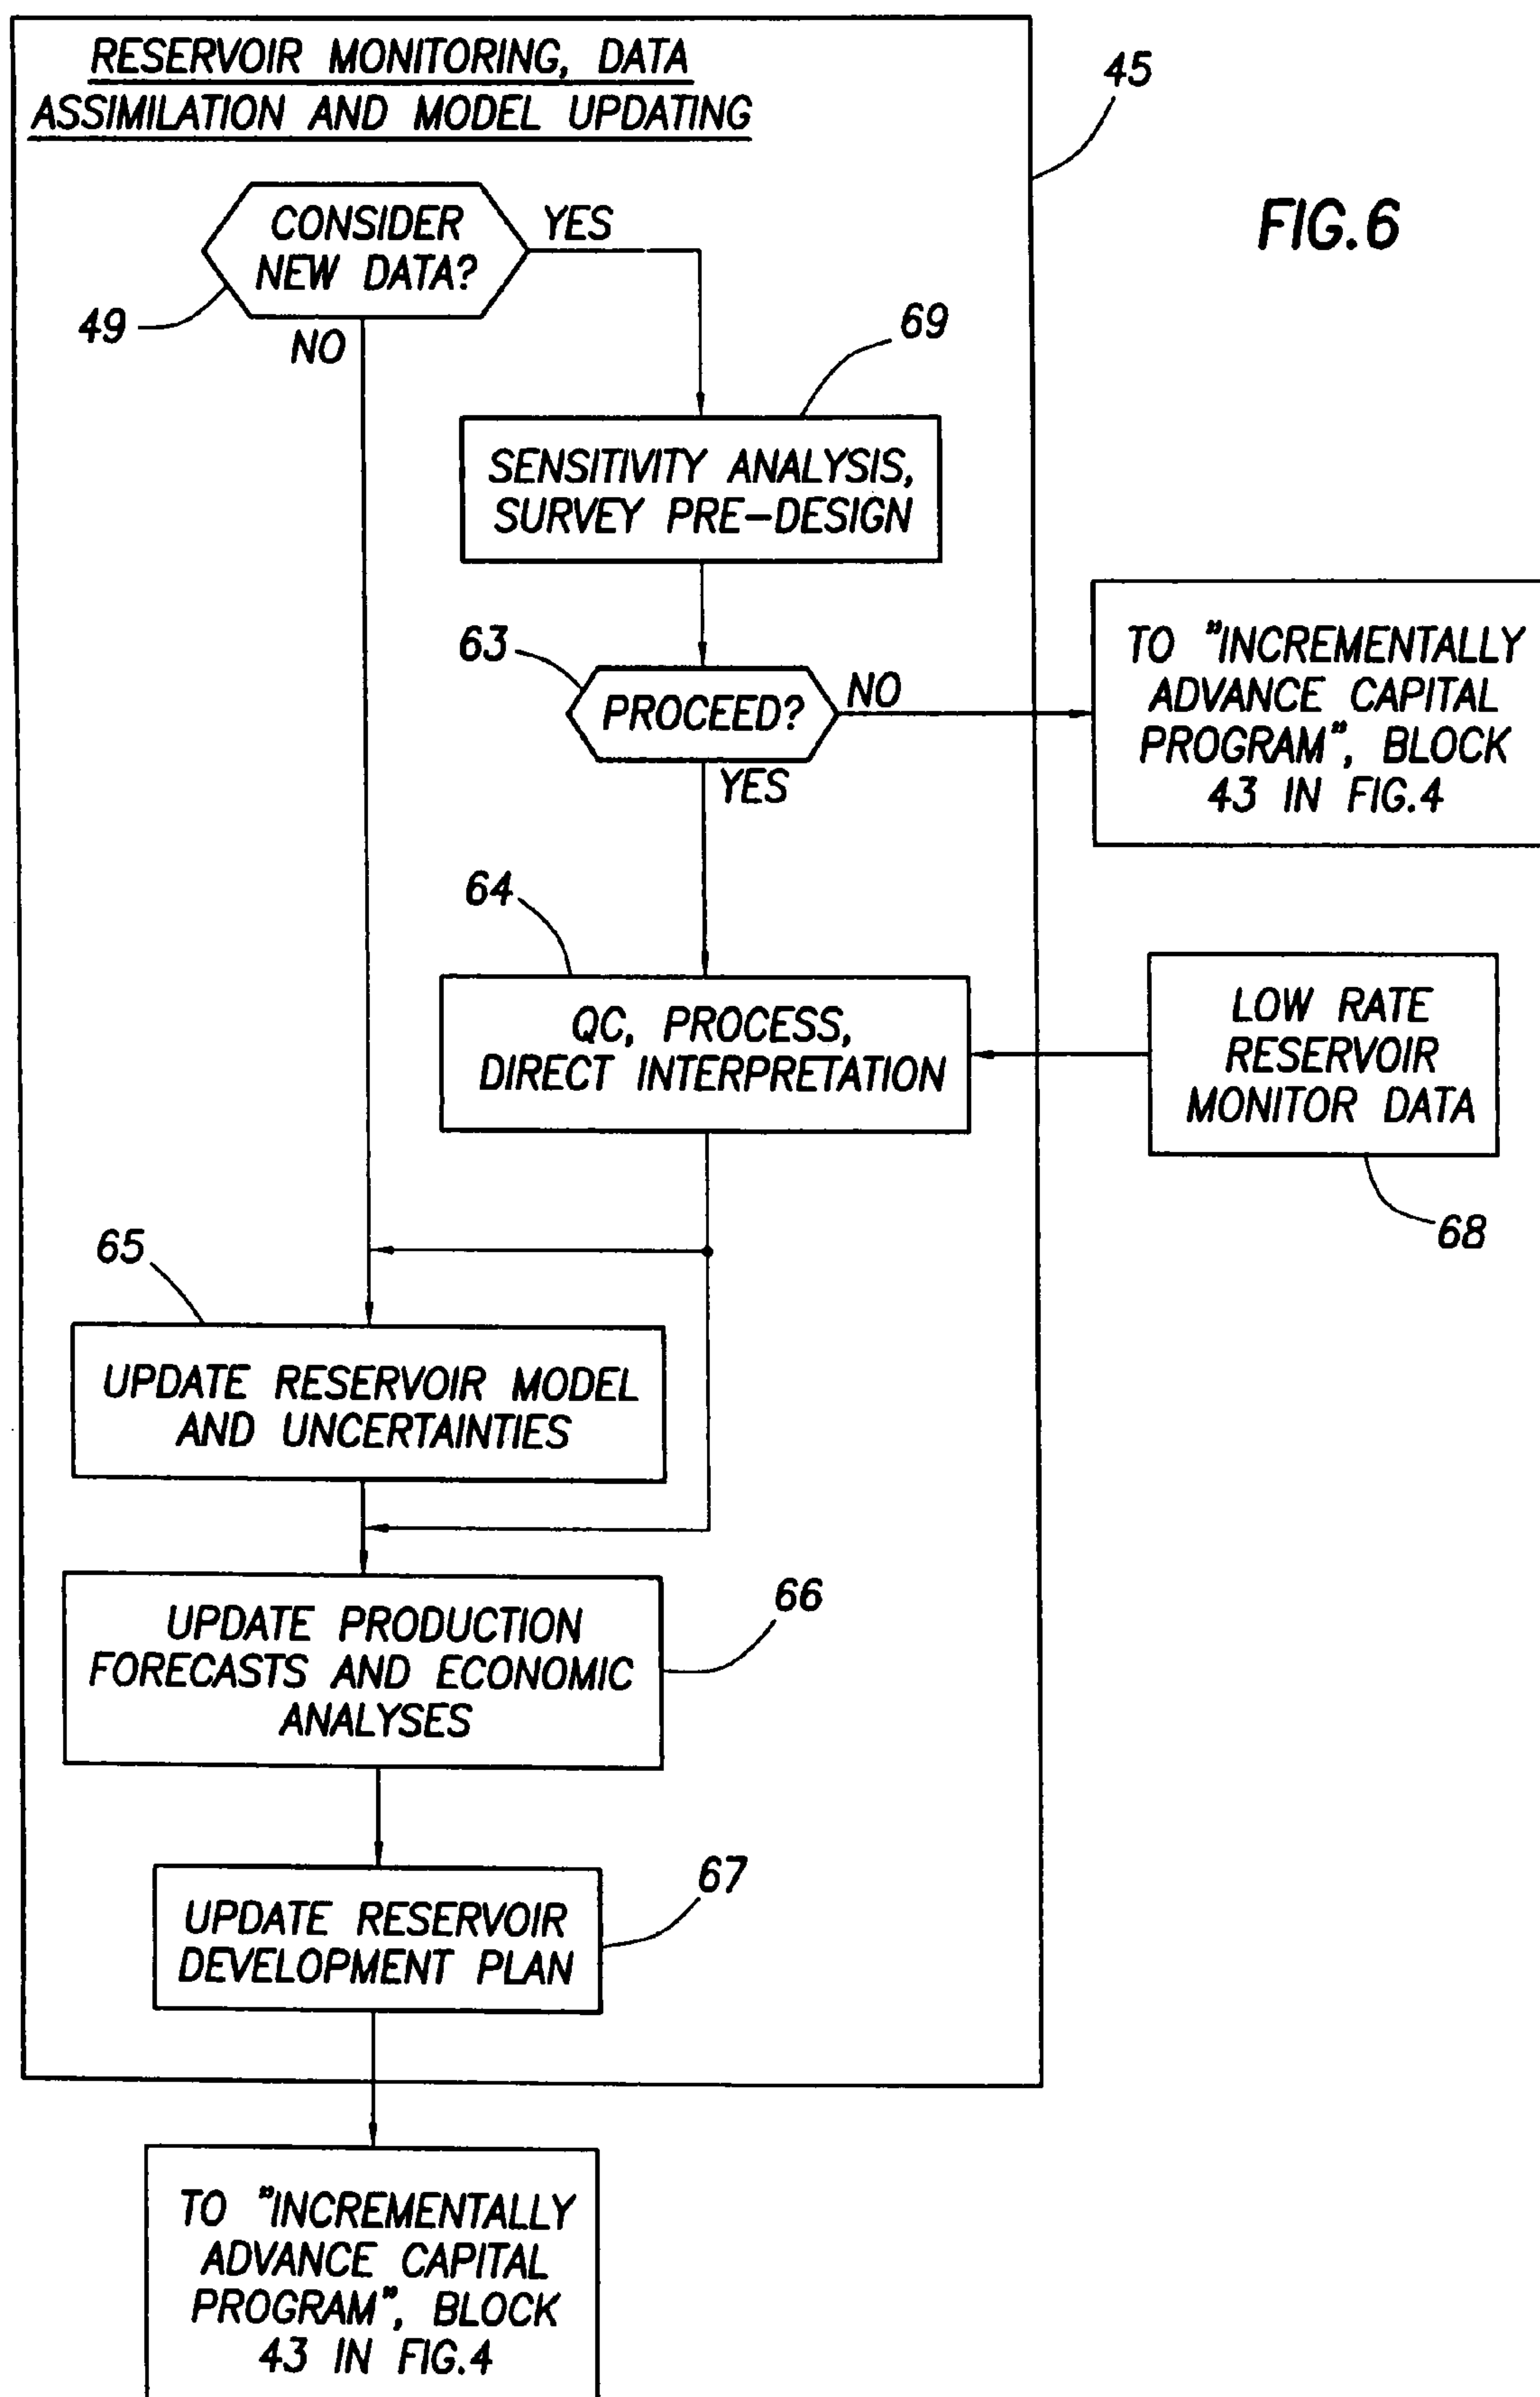 RESERVOIR MONITORING, DATA
ASSIMILATION AND MODEL UPDATING
45
FIG.6
CONSIDER
NEW DATA?
YES
49
NO
69
SENSITIVITY ANALYSIS,
SURVEY PRE-DESIGN
63
PROCEED?
NO
YES
TO "INCREMENTALLY
ADVANCE CAPITAL
PROGRAM", BLOCK
43 IN FIG.4
64
QC, PROCESS,
DIRECT INTERPRETATION
LOW RATE
RESERVOIR
MONITOR DATA
68
65
UPDATE RESERVOIR MODEL
AND UNCERTAINTIES
66
UPDATE PRODUCTION
FORECASTS AND ECONOMIC
ANALYSES
67
UPDATE RESERVOIR
DEVELOPMENT PLAN
TO "INCREMENTALLY
ADVANCE CAPITAL
PROGRAM", BLOCK
43 IN FIG.4